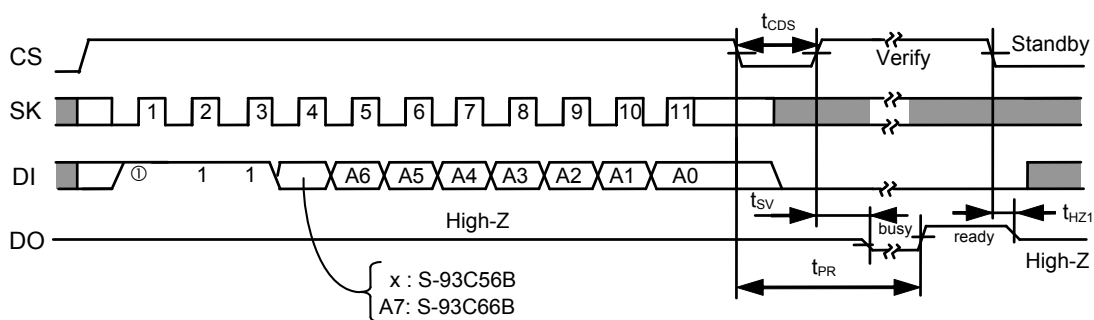 tCDS
CS
Verify
Standby
SK
1 2 3 4 5 6 7 8 9 10 11
DI
① 1 1 A6 A5 A4 A3 A2 A1 A0
tSV
tHZ1
High-Z
busy
ready
DO
tPR
High-Z
x : S-93C56B
A7: S-93C66B